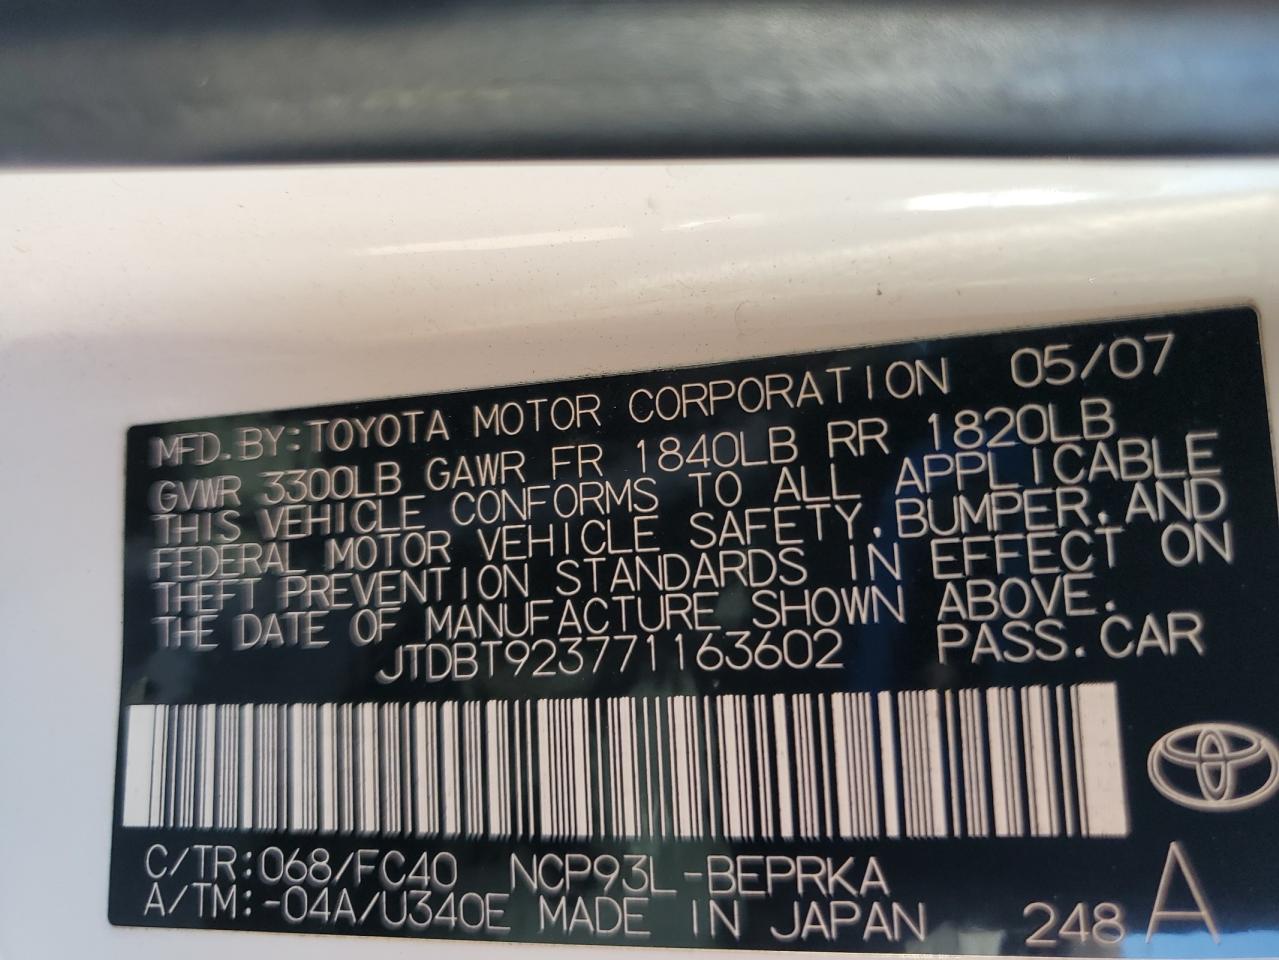 MFD. BY: TOYOTA MOTOR CORPORATION 05/07
GVWR 3300LB GAWR FR 1840LB RR 1820LB
THIS VEHICLE CONFORMS TO ALL APPLICABLE
FEDERAL MOTOR VEHICLE SAFETY, BUMPER, AND
THEFT PREVENTION STANDARDS IN EFFECT ON
THE DATE OF MANUFACTURE SHOWN ABOVE.
JTDBT923771163602 PASS. CAR
C/TR: 068/FC40 NCP93L-BEPRKA
A/TM: -04A/U340E MADE IN JAPAN 248 A